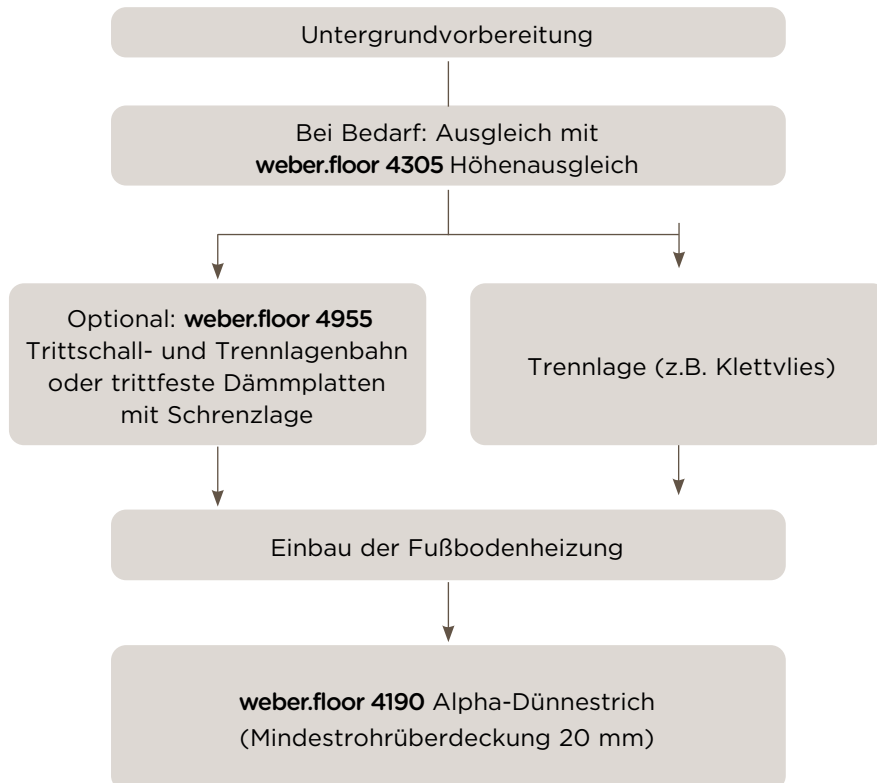 Untergrundvorbereitung
Bei Bedarf: Ausgleich mit
weber.floor 4305 Höhenausgleich
Optional: weber.floor 4955
Trittschall- und Trennlagenbahn
oder trittfeste Dämmplatten
mit Schrenzlage
Trennlage (z.B. Klettvlies)
Einbau der Fußbodenheizung
weber.floor 4190 Alpha-Dünnestrich
(Mindestrohrüberdeckung 20 mm)